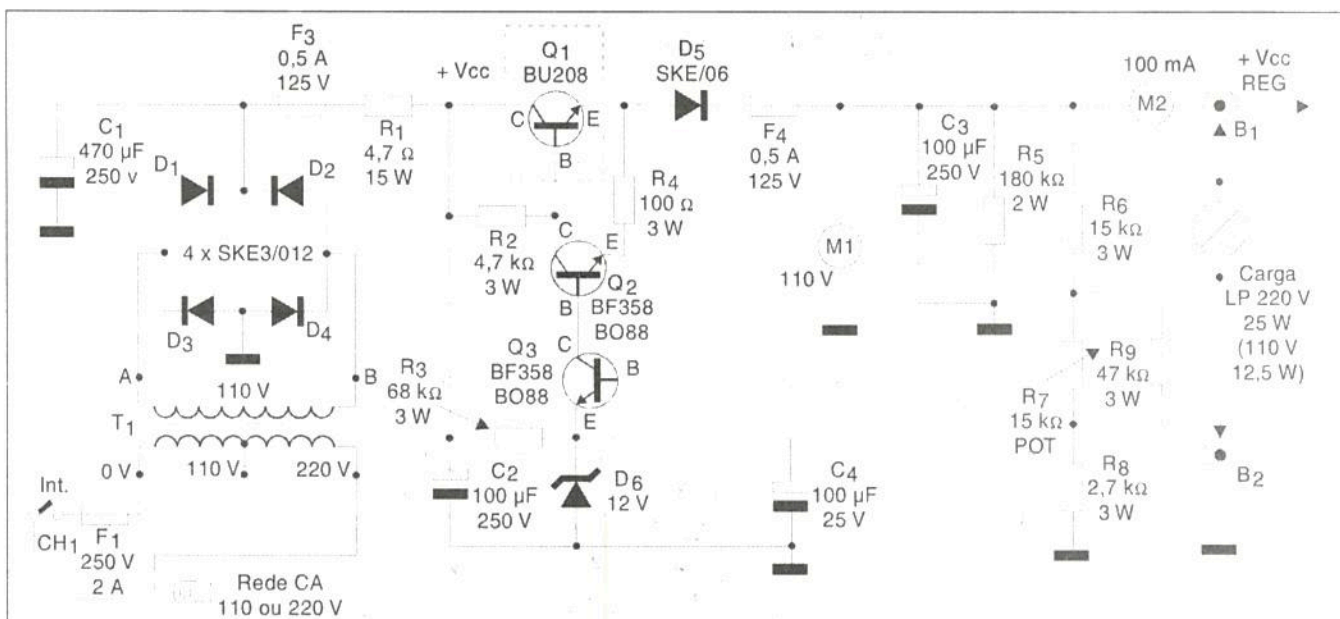 F3
0,5 A
125 V
C1
470 µF
250 v
D1
D2
4 x SKE3/012
D3
D4
A
110 V
B
T1
0 V
110 V
220 V
Int.
CH1
F1
250 V
2 A
Rede CA
110 ou 220 V
R1
4,7 Ω
15 W
+ Vcc
Q1
BU208
C
E
B
R2
4,7 kΩ
3 W
R4
100 Ω
3 W
C
E
B
Q2
BF358
BO88
Q3
BF358
BO88
C
B
E
R3
68 kΩ
3 W
C2
100 µF
250 V
D6
12 V
D5
SKE/06
F4
0,5 A
125 V
M1
110 V
C3
100 µF
250 V
R5
180 kΩ
2 W
C4
100 µF
25 V
R6
15 kΩ
3 W
R9
47 kΩ
3 W
R7
15 kΩ
POT
R8
2,7 kΩ
3 W
100 mA
M2
+ Vcc
REG
B1
Carga
LP 220 V
25 W
(110 V
12,5 W)
B2